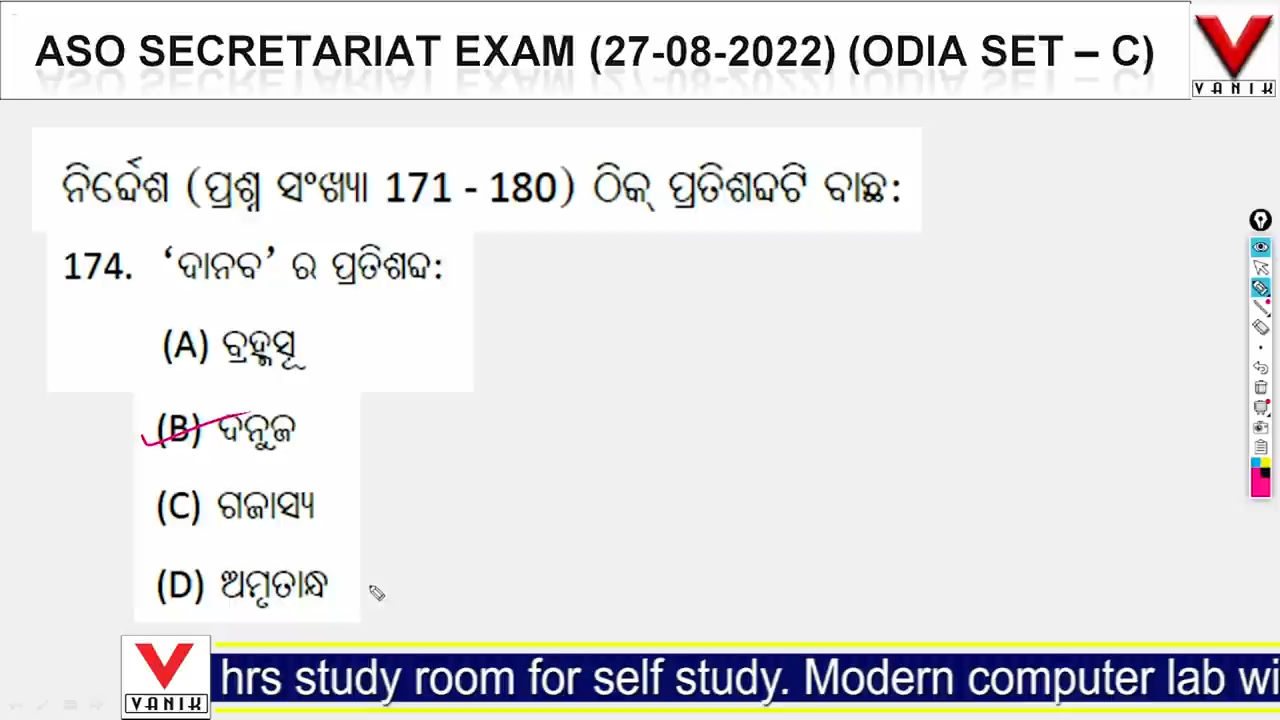 ASO SECRETARIAT EXAM (27-08-2022) (ODIA SET – C)
VANIK
ନିର୍ଦ୍ଦେଶ (ପ୍ରଶ୍ନ ସଂଖ୍ୟା 171 - 180) ଠିକ୍ ପ୍ରତିଶବ୍ଦଟି ବାଛ:
174. ‘ଦାନବ’ ର ପ୍ରତିଶବ୍ଦ:
(A) ବ୍ରହ୍ମସୂ
(B) ଦନୁଜ
(C) ଗଜାସ୍ୟ
(D) ଅମୃତାନ୍ଧ
VANIK
hrs study room for self study. Modern computer lab wi